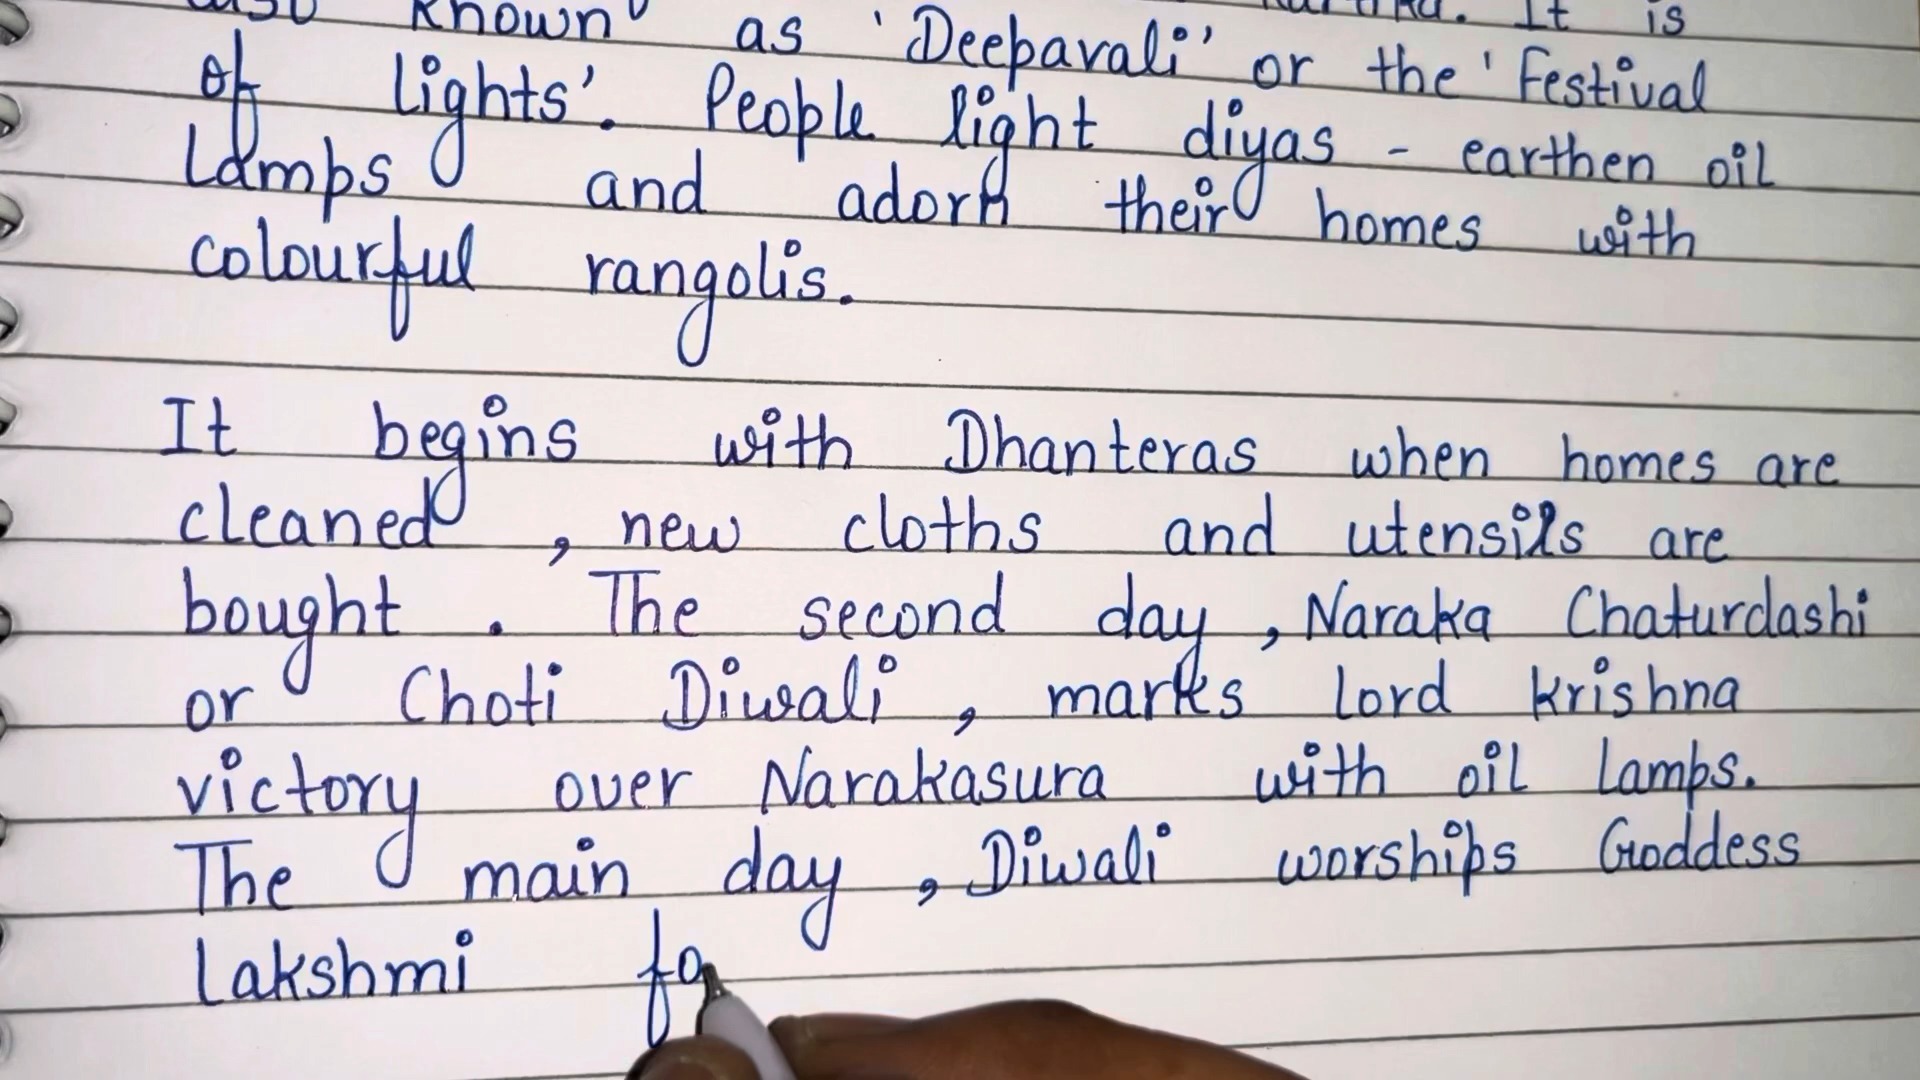 known as 'Deepavali' or the 'Festival
of lights'. People light diyas - earthen oil
Lamps and adorn their homes with
colourful rangolis.
It begins with Dhanteras when homes are
cleaned , new cloths and utensils are
bought . The second day , Naraka Chaturdashi
or Choti Diwali , marks lord krishna
victory over Narakasura with oil Lamps.
The main day , Diwali worships Goddess
Lakshmi fo